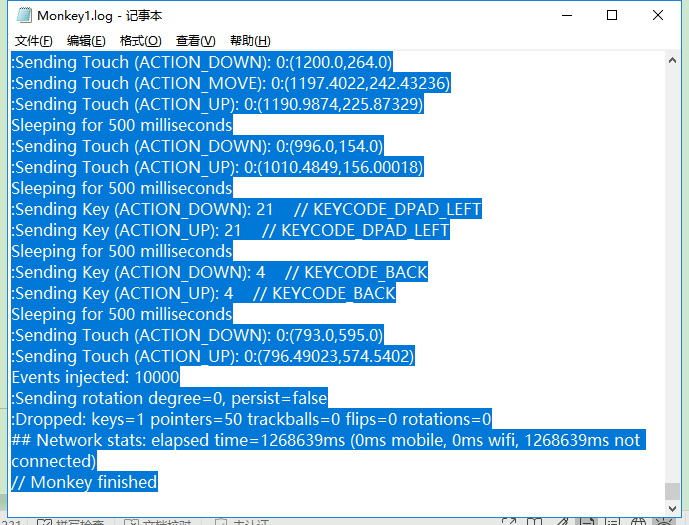 Monkey1.log - 记事本
文件(F) 编辑(E) 格式(O) 查看(V) 帮助(H)
:Sending Touch (ACTION_DOWN): 0:(1200.0,264.0)
:Sending Touch (ACTION_MOVE): 0:(1197.4022,242.43236)
:Sending Touch (ACTION_UP): 0:(1190.9874,225.87329)
Sleeping for 500 milliseconds
:Sending Touch (ACTION_DOWN): 0:(996.0,154.0)
:Sending Touch (ACTION_UP): 0:(1010.4849,156.00018)
Sleeping for 500 milliseconds
:Sending Key (ACTION_DOWN): 21    // KEYCODE_DPAD_LEFT
:Sending Key (ACTION_UP): 21    // KEYCODE_DPAD_LEFT
Sleeping for 500 milliseconds
:Sending Key (ACTION_DOWN): 4    // KEYCODE_BACK
:Sending Key (ACTION_UP): 4    // KEYCODE_BACK
Sleeping for 500 milliseconds
:Sending Touch (ACTION_DOWN): 0:(793.0,595.0)
:Sending Touch (ACTION_UP): 0:(796.49023,574.5402)
Events injected: 10000
:Sending rotation degree=0, persist=false
:Dropped: keys=1 pointers=50 trackballs=0 flips=0 rotations=0
## Network stats: elapsed time=1268639ms (0ms mobile, 0ms wifi, 1268639ms not
connected)
// Monkey finished